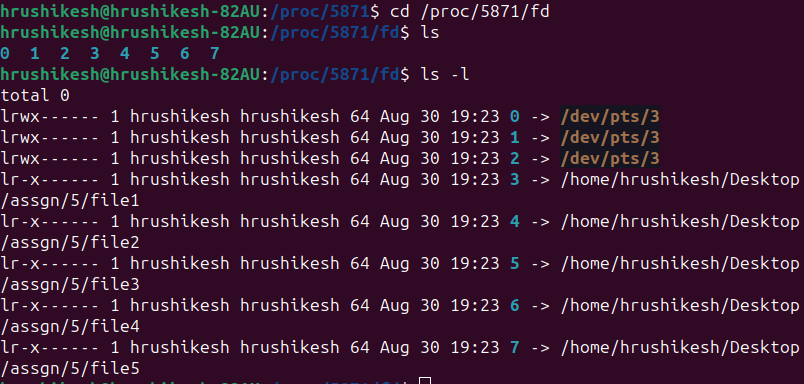 hrushikesh@hrushikesh-82AU:/proc/5871$ cd /proc/5871/fd
hrushikesh@hrushikesh-82AU:/proc/5871/fd$ ls
0  1  2  3  4  5  6  7
hrushikesh@hrushikesh-82AU:/proc/5871/fd$ ls -l
total 0
lrwx------ 1 hrushikesh hrushikesh 64 Aug 30 19:23 0 -> /dev/pts/3
lrwx------ 1 hrushikesh hrushikesh 64 Aug 30 19:23 1 -> /dev/pts/3
lrwx------ 1 hrushikesh hrushikesh 64 Aug 30 19:23 2 -> /dev/pts/3
lr-x------ 1 hrushikesh hrushikesh 64 Aug 30 19:23 3 -> /home/hrushikesh/Desktop
/assgn/5/file1
lr-x------ 1 hrushikesh hrushikesh 64 Aug 30 19:23 4 -> /home/hrushikesh/Desktop
/assgn/5/file2
lr-x------ 1 hrushikesh hrushikesh 64 Aug 30 19:23 5 -> /home/hrushikesh/Desktop
/assgn/5/file3
lr-x------ 1 hrushikesh hrushikesh 64 Aug 30 19:23 6 -> /home/hrushikesh/Desktop
/assgn/5/file4
lr-x------ 1 hrushikesh hrushikesh 64 Aug 30 19:23 7 -> /home/hrushikesh/Desktop
/assgn/5/file5